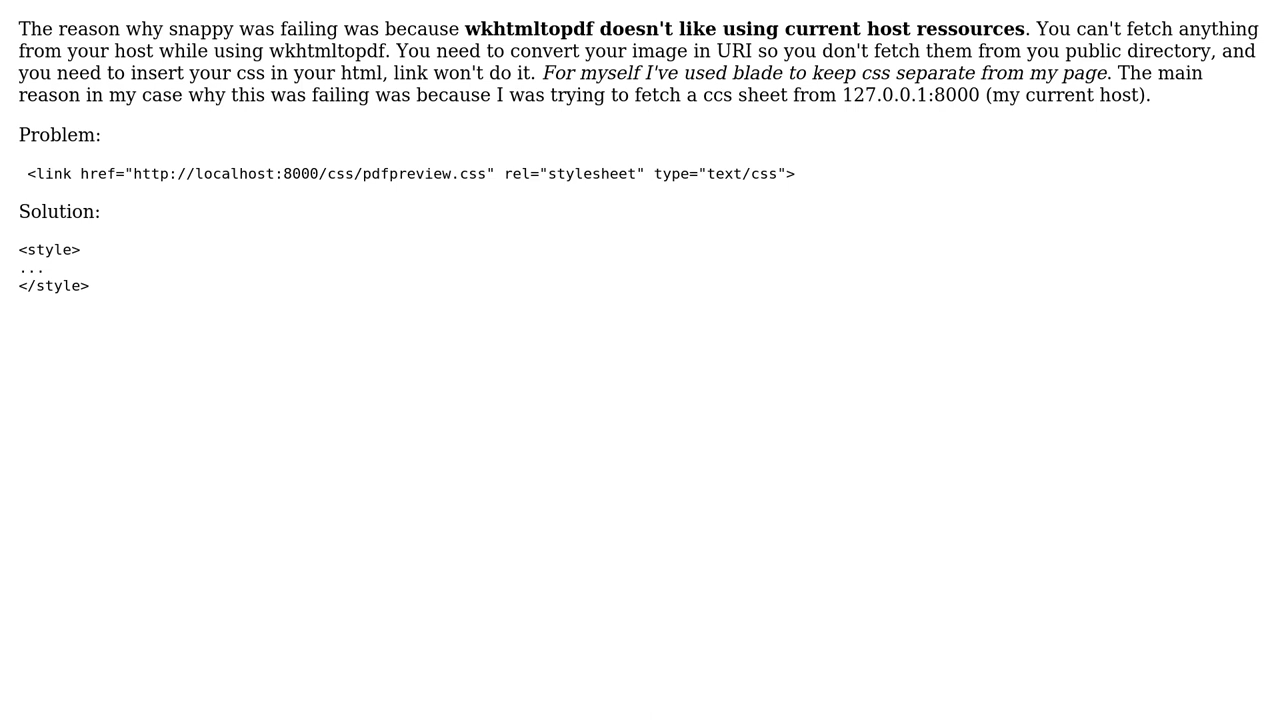 The reason why snappy was failing was because wkhtmltopdf doesn't like using current host ressources. You can't fetch anything
from your host while using wkhtmltopdf. You need to convert your image in URI so you don't fetch them from you public directory, and
you need to insert your css in your html, link won't do it. For myself I've used blade to keep css separate from my page. The main
reason in my case why this was failing was because I was trying to fetch a ccs sheet from 127.0.0.1:8000 (my current host).
Problem:
<link href="http://localhost:8000/css/pdfpreview.css" rel="stylesheet" type="text/css">
Solution:
<style>
...
</style>